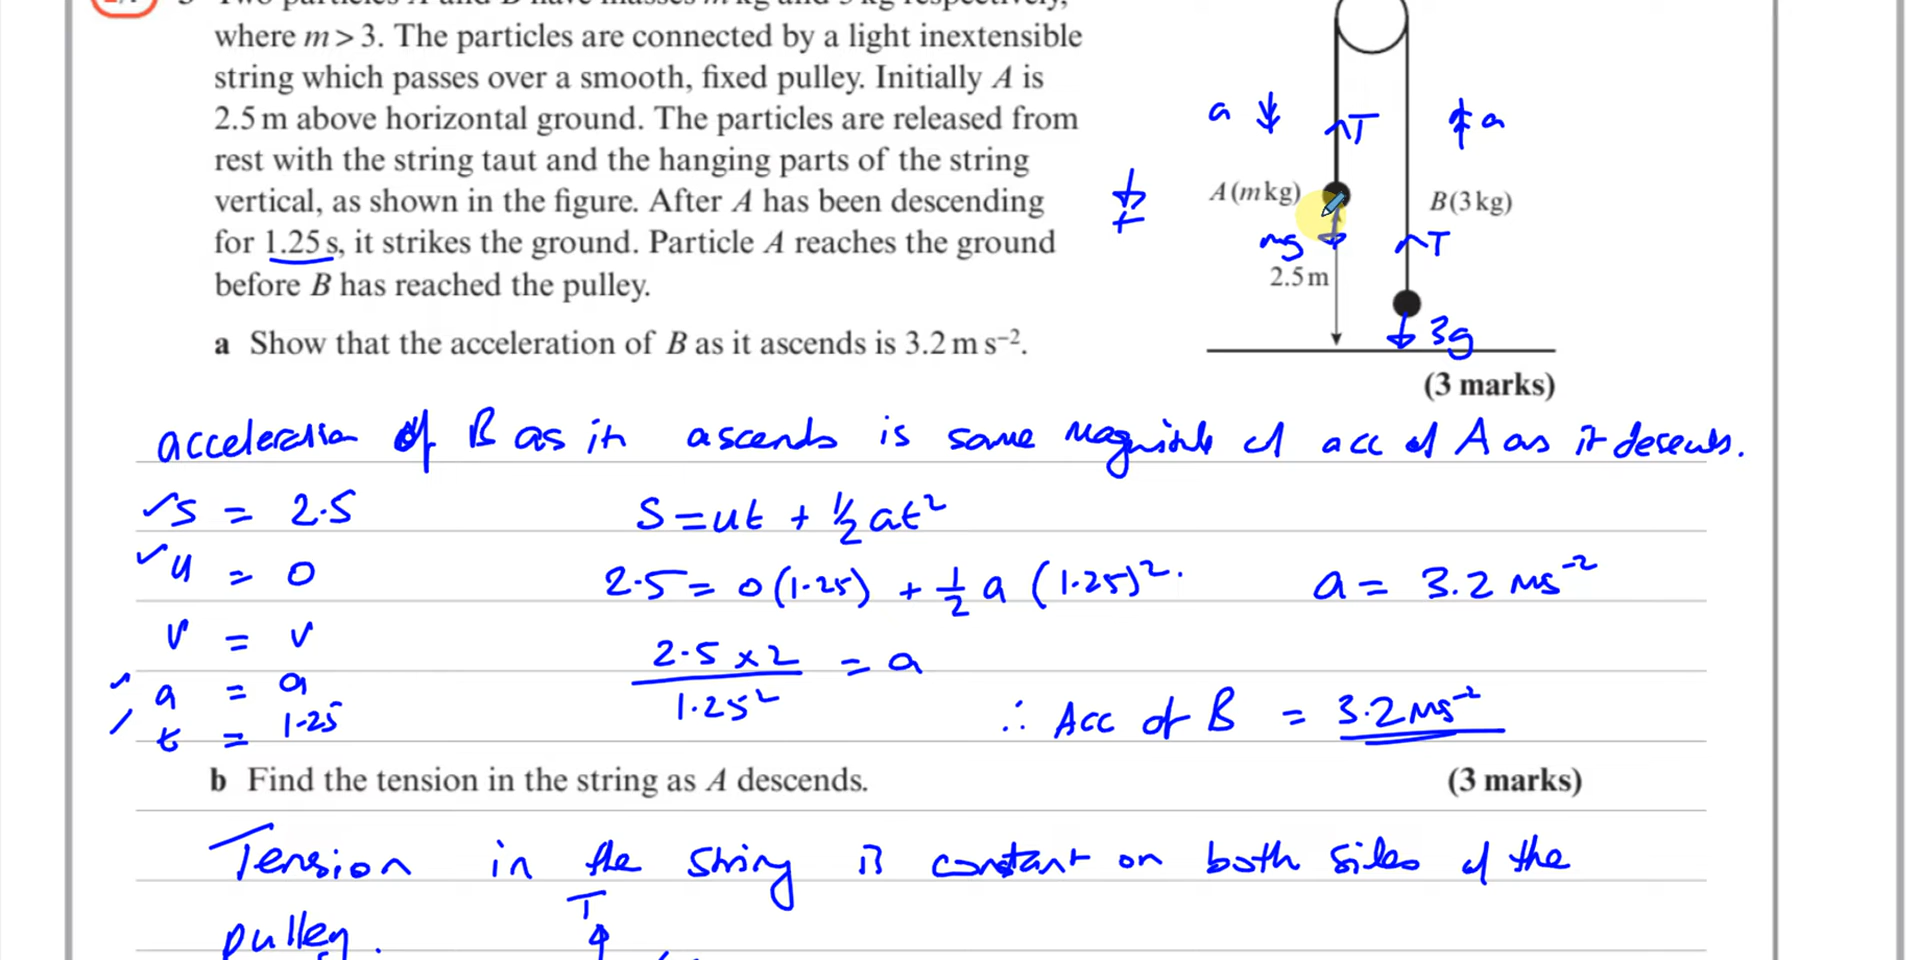 where m > 3. The particles are connected by a light inextensible
string which passes over a smooth, fixed pulley. Initially A is
2.5 m above horizontal ground. The particles are released from
rest with the string taut and the hanging parts of the string
vertical, as shown in the figure. After A has been descending
for 1.25 s, it strikes the ground. Particle A reaches the ground
before B has reached the pulley.
a ↓ ↑T ↑ a
A (m kg) B (3 kg)
mg ↓ ↑T
2.5 m
↓ 3g
a Show that the acceleration of B as it ascends is 3.2 m s⁻².
(3 marks)
acceleration of B as it ascends is same magnitude of acc of A as it descends.
✓s = 2.5 S = ut + ½ at²
✓u = 0 2.5 = 0 (1.25) + ½ a (1.25)². a = 3.2 ms⁻²
v = v
2.5 × 2 / 1.25² = a
a = a
t = 1.25 ∴ Acc of B = 3.2 ms⁻²
b Find the tension in the string as A descends. (3 marks)
Tension in the string is constant on both sides of the
pulley. T